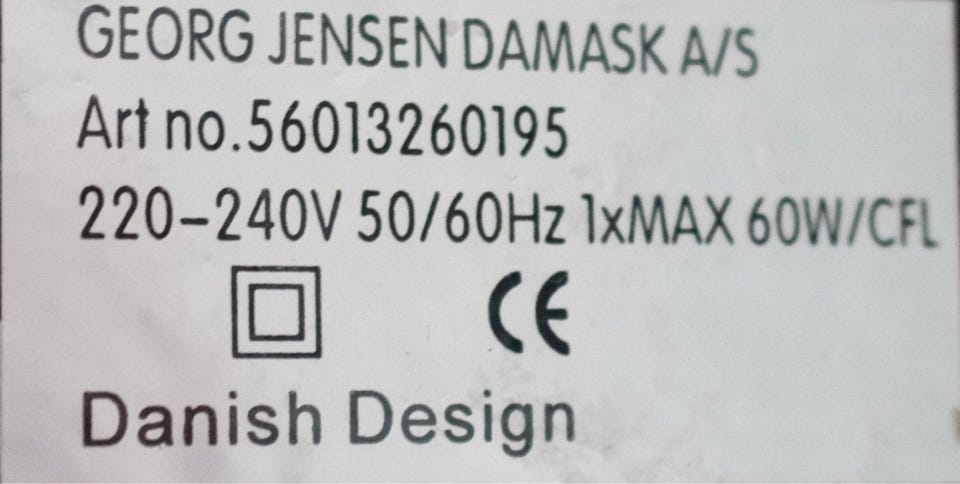 GEORG JENSEN DAMASK A/S
Art no.56013260195
220-240V 50/60Hz 1xMAX 60W/CFL
CE
Danish Design